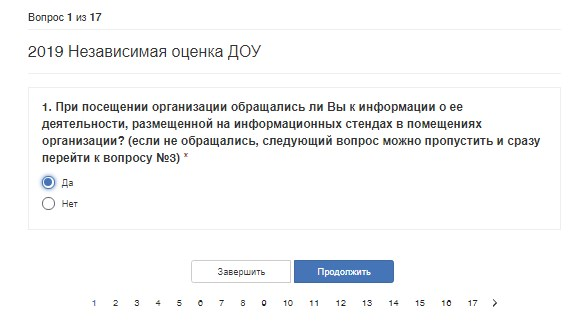 Вопрос 1 из 17
2019 Независимая оценка ДОУ
1. При посещении организации обращались ли Вы к информации о ее
деятельности, размещенной на информационных стендах в помещениях
организации? (если не обращались, следующий вопрос можно пропустить и сразу
перейти к вопросу №3) *
Да
Нет
Завершить Продолжить
1 2 3 4 5 6 7 8 9 10 11 12 13 14 15 16 17 >